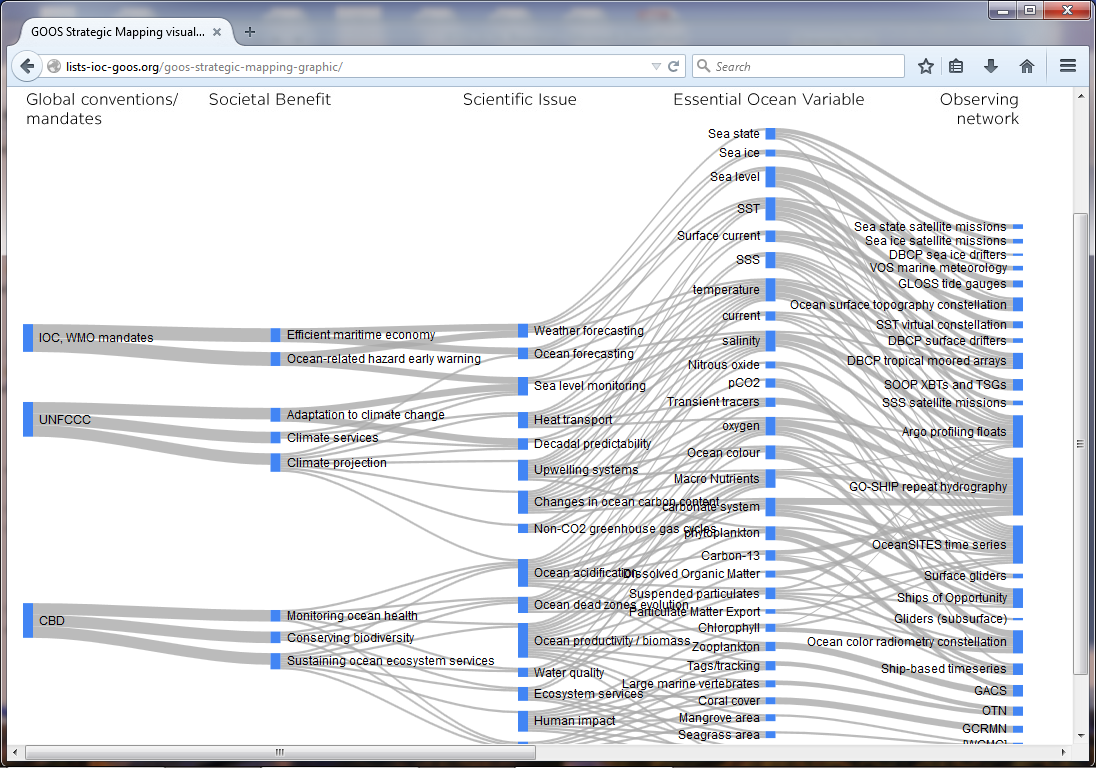 GOOS Strategic Mapping visual...
lists-ioc-goos.org/goos-strategic-mapping-graphic/
Search
Global conventions/
mandates
Societal Benefit
Scientific Issue
Essential Ocean Variable
Observing
network
IOC, WMO mandates
UNFCCC
CBD
Efficient maritime economy
Ocean-related hazard early warning
Adaptation to climate change
Climate services
Climate projection
Monitoring ocean health
Conserving biodiversity
Sustaining ocean ecosystem services
Weather forecasting
Ocean forecasting
Sea level monitoring
Heat transport
Decadal predictability
Upwelling systems
Changes in ocean carbon content
Non-CO2 greenhouse gas cycles
Ocean acidification
Ocean dead zones evolution
Ocean productivity / biomass
Water quality
Ecosystem services
Human impact
Sea state
Sea ice
Sea level
SST
Surface current
SSS
temperature
current
salinity
Nitrous oxide
pCO2
Transient tracers
oxygen
Ocean colour
Macro Nutrients
carbonate system
phytoplankton
Carbon-13
Dissolved Organic Matter
Suspended particulates
Particulate Matter Export
Chlorophyll
Zooplankton
Tags/tracking
Large marine vertebrates
Coral cover
Mangrove area
Seagrass area
Sea state satellite missions
Sea ice satellite missions
DBCP sea ice drifters
VOS marine meteorology
GLOSS tide gauges
Ocean surface topography constellation
SST virtual constellation
DBCP surface drifters
DBCP tropical moored arrays
SOOP XBTs and TSGs
SSS satellite missions
Argo profiling floats
GO-SHIP repeat hydrography
OceanSITES time series
Surface gliders
Ships of Opportunity
Gliders (subsurface)
Ocean color radiometry constellation
Ship-based timeseries
GACS
OTN
GCRMN